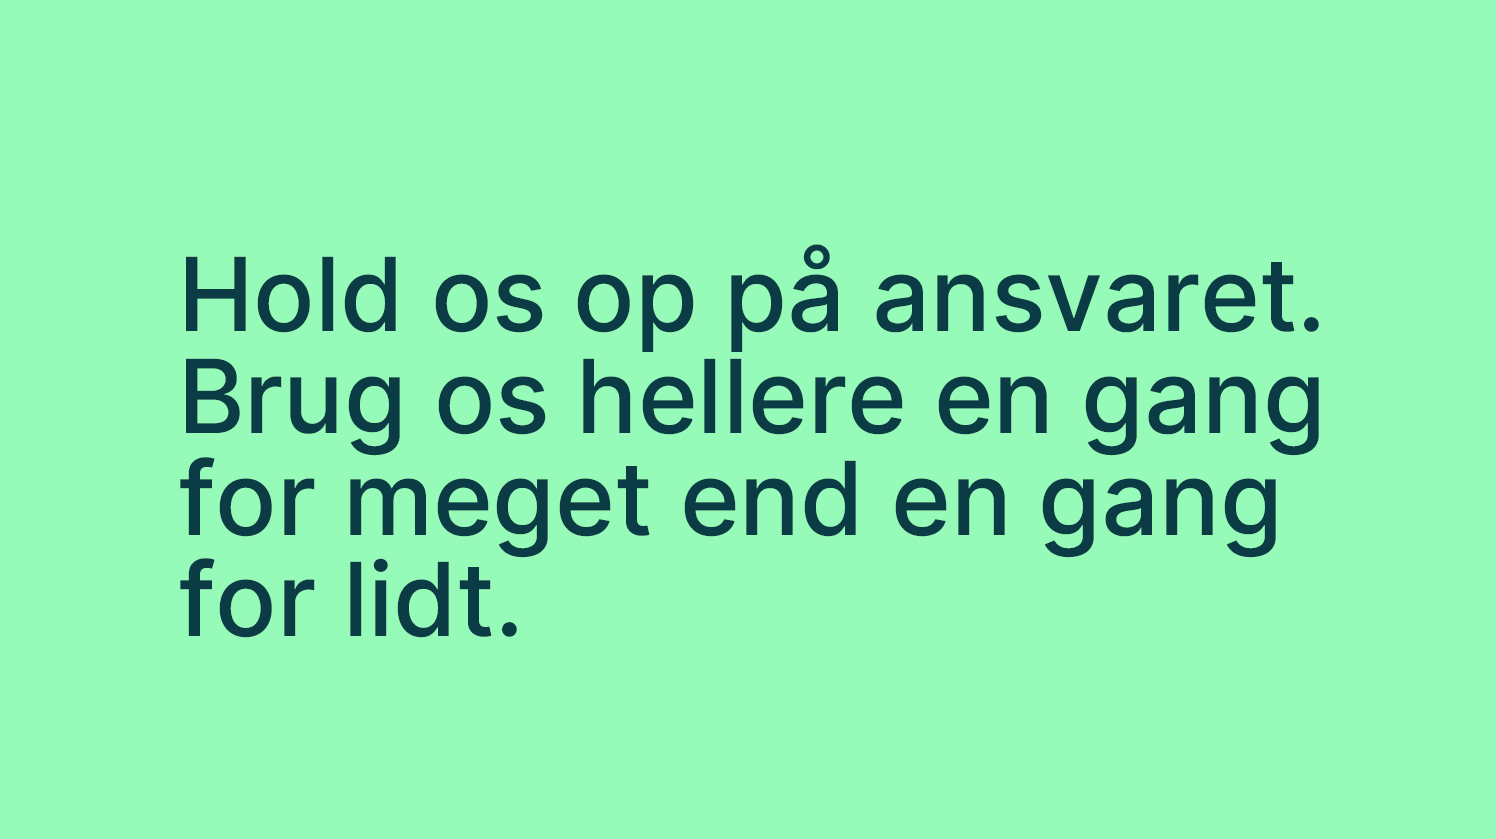 Hold os op på ansvaret.
Brug os hellere en gang
for meget end en gang
for lidt.